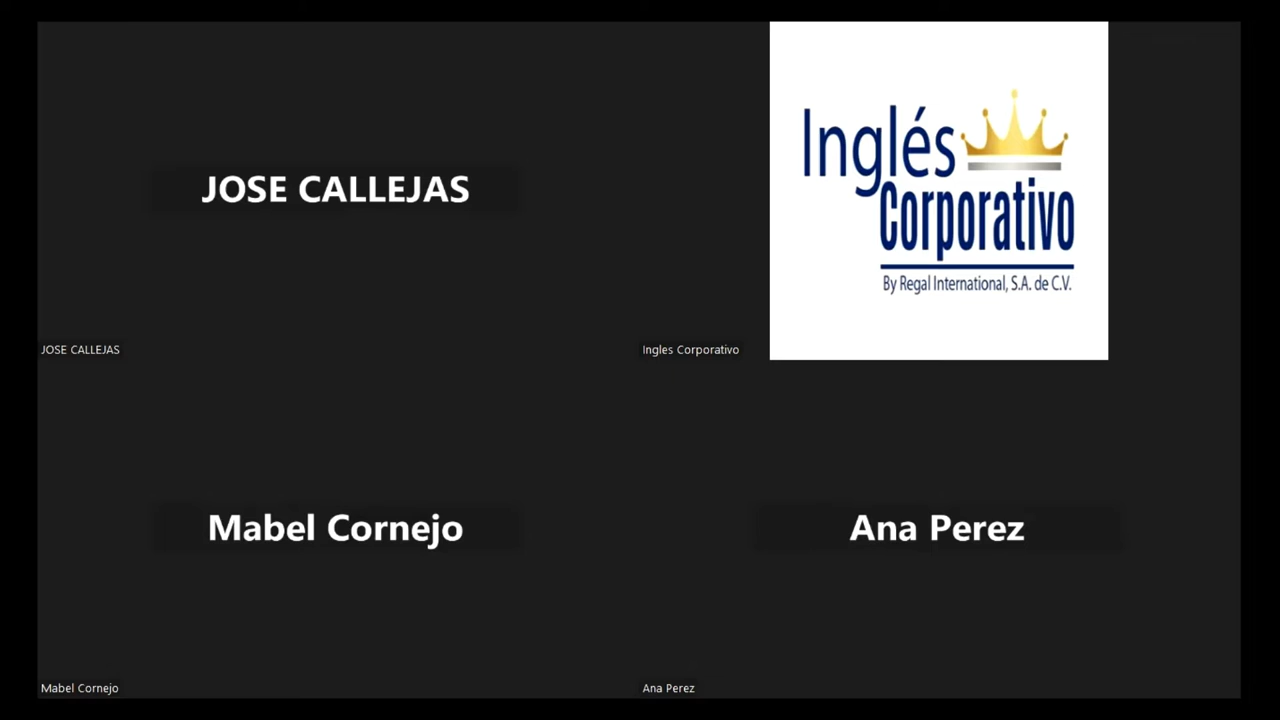 JOSE CALLEJAS
JOSE CALLEJAS
Inglés
Corporativo
By Regal International, S.A. de C.V.
Ingles Corporativo
Mabel Cornejo
Mabel Cornejo
Ana Perez
Ana Perez